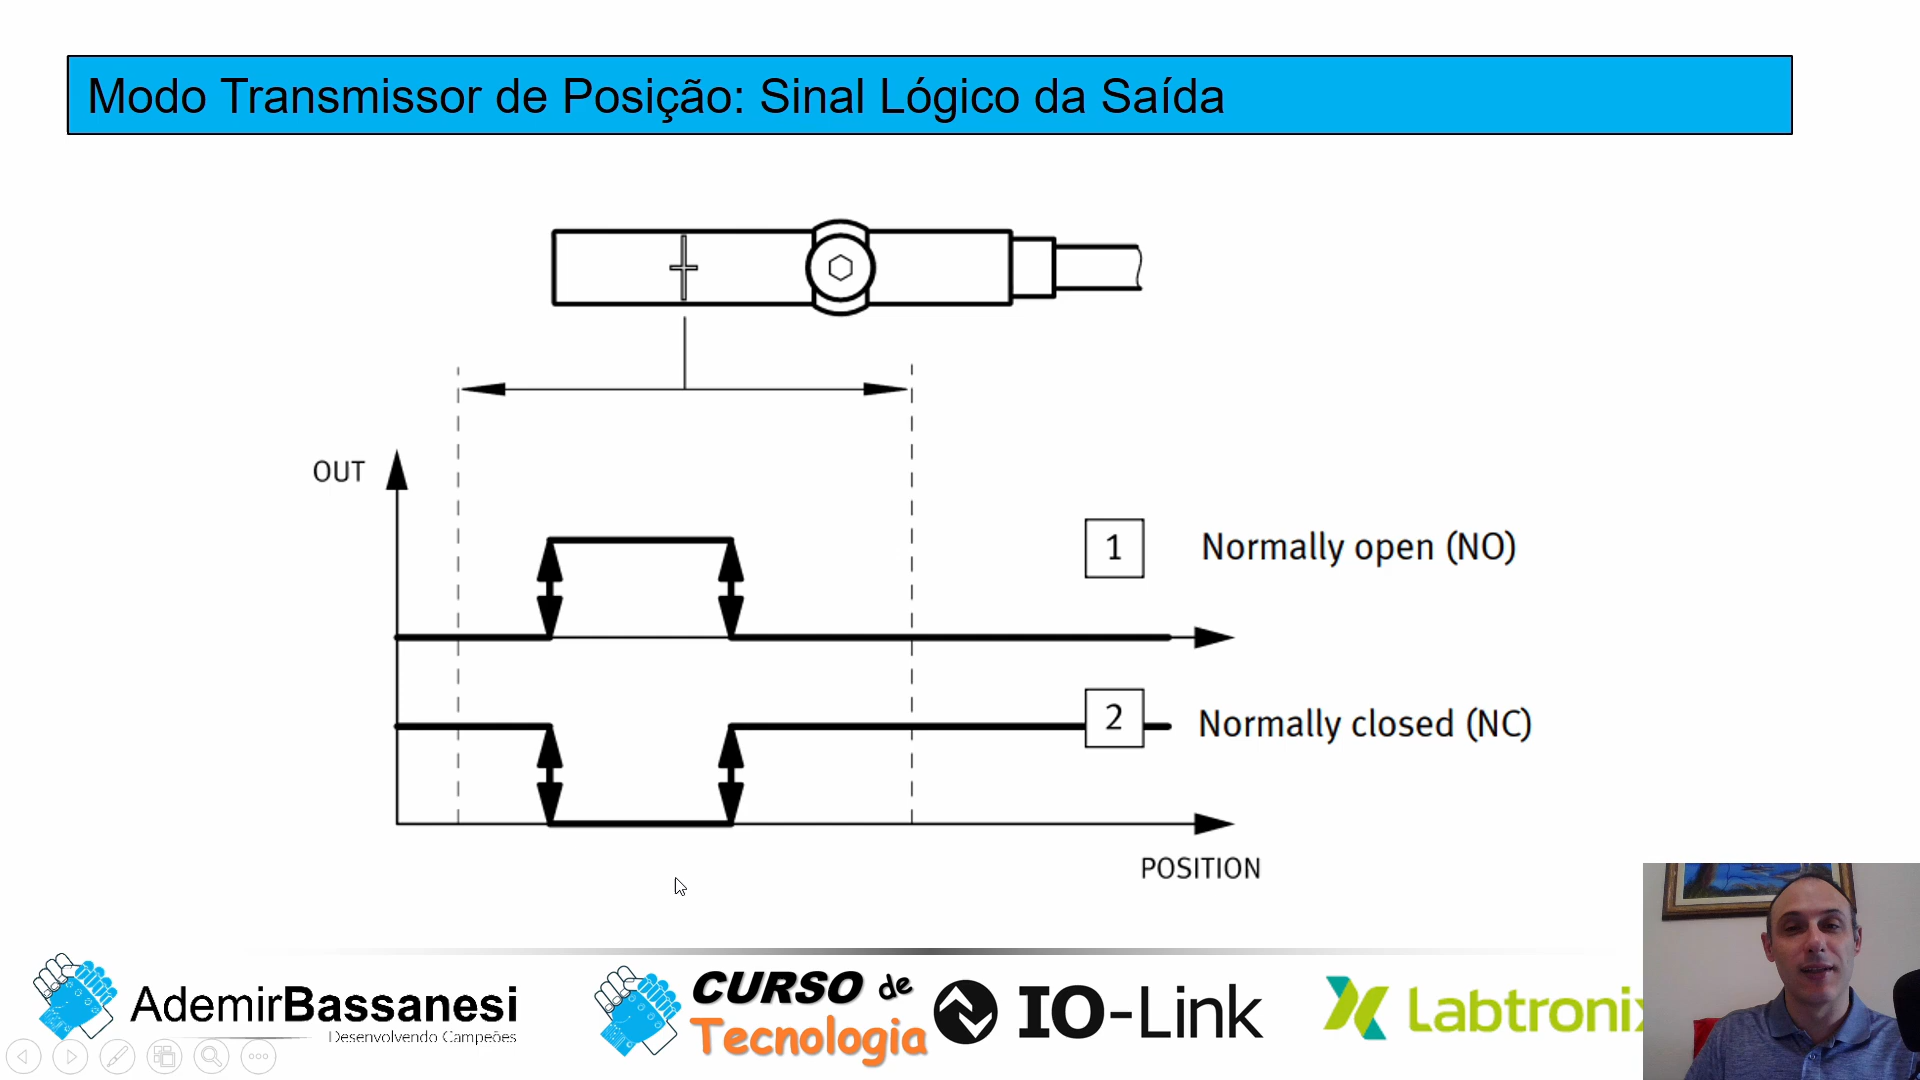 Modo Transmissor de Posição: Sinal Lógico da Saída
OUT
1 Normally open (NO)
2 Normally closed (NC)
POSITION
AdemirBassanesi
Desenvolvendo Campeões
CURSO de
Tecnologia
IO-Link
Labtronix